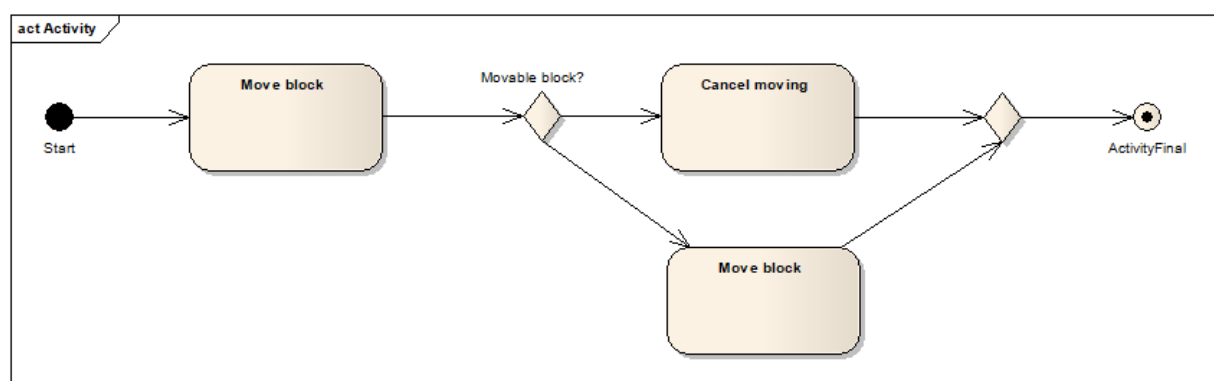 act Activity
Move block
Movable block?
Cancel moving
Start
ActivityFinal
Move block